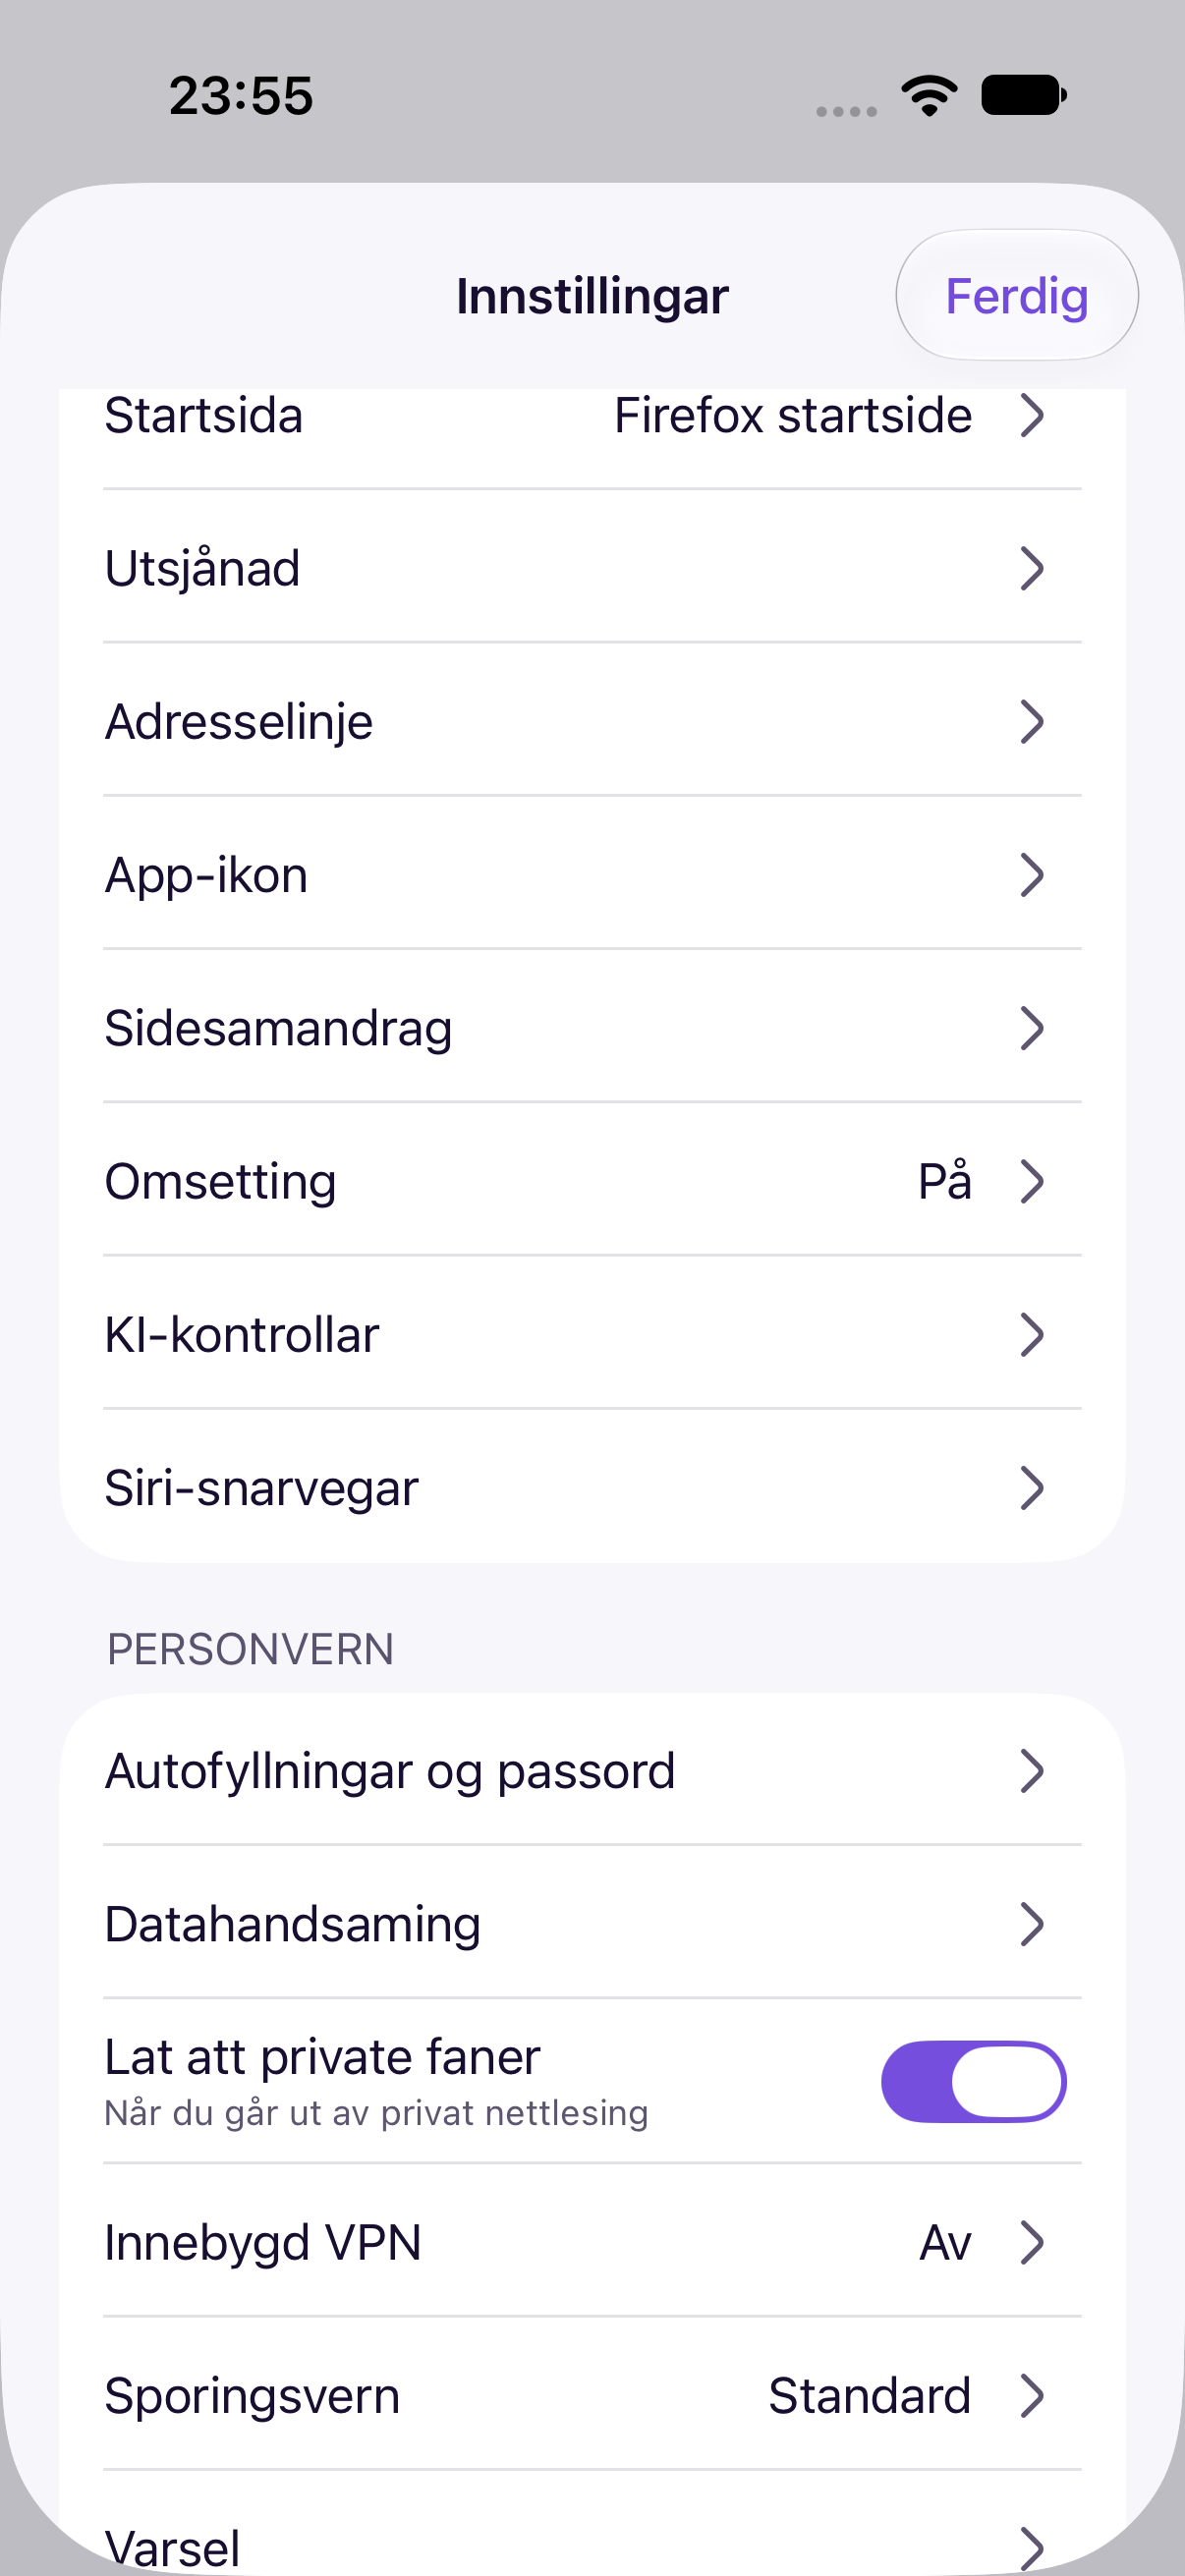 23:55
Innstillingar
Ferdig
Startsida Firefox startside
Utsjånad
Adresselinje
App-ikon
Sidesamandrag
Omsetting På
KI-kontrollar
Siri-snarvegar
PERSONVERN
Autofyllningar og passord
Datahandsaming
Lat att private faner
Når du går ut av privat nettlesing
Innebygd VPN Av
Sporingsvern Standard
Varsel